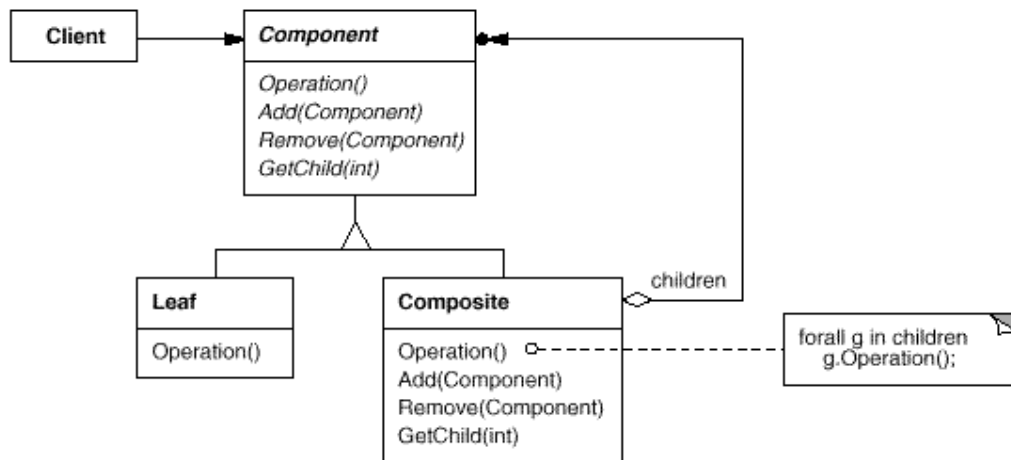 Client
Component
Operation()
Add(Component)
Remove(Component)
GetChild(int)
Leaf
Operation()
Composite
Operation()
Add(Component)
Remove(Component)
GetChild(int)
children
forall g in children
g.Operation();